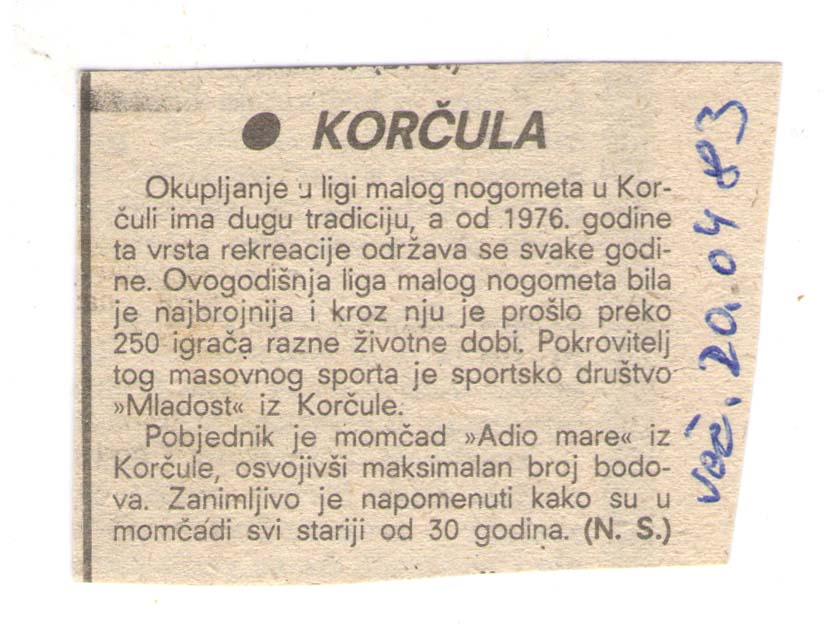 ● KORČULA
Okupljanje u ligi malog nogometa u Kor-
čuli ima dugu tradiciju, a od 1976. godine
ta vrsta rekreacije održava se svake godi-
ne. Ovogodišnja liga malog nogometa bila
je najbrojnija i kroz nju je prošlo preko
250 igrača razne životne dobi. Pokrovitelj
tog masovnog sporta je sportsko društvo
»Mladost« iz Korčule.
Pobjednik je momčad »Adio mare« iz
Korčule, osvojivši maksimalan broj bodo-
va. Zanimljivo je napomenuti kako su u
momčadi svi stariji od 30 godina. (N. S.)
več. 20.04 83